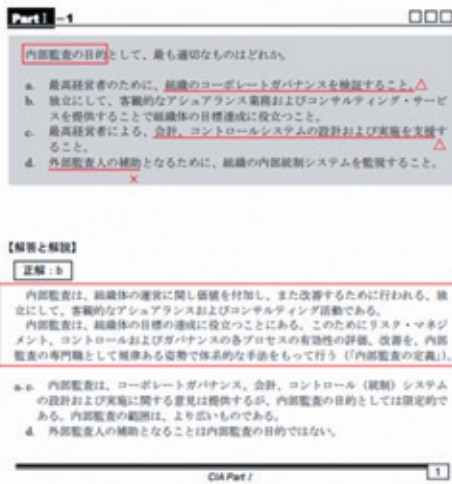 Part I -1
内部監査の目的として、最も適切なものはどれか。
a. 最高経営者のために、組織のコーポレートガバナンスを検証すること。△
b. 独立にして、客観的なアシュアランス業務およびコンサルティング・サービ
スを提供することで組織体の目標達成に役立つこと。
c. 最高経営者による、会計、コントロールシステムの設計および実施を支援す
ること。
△
d. 外部監査人の補助となるために、組織の内部統制システムを監視すること。
×
【解答と解説】
正解:b
内部監査は、組織体の運営に関し価値を付加し、また改善するために行われる、独
立にして、客観的なアシュアランスおよびコンサルティング活動である。
内部監査は、組織体の目標の達成に役立つことにある。このためにリスク・マネジ
メント、コントロールおよびガバナンスの各プロセスの有効性の評価、改善を、内部
監査の専門職として規律ある姿勢で体系的な手法をもって行う(「内部監査の定義」)。
a. c. 内部監査は、コーポレートガバナンス、会計、コントロール(統制)システム
の設計および実施に関する意見は提供するが、内部監査の目的としては限定的で
ある。内部監査の範囲は、より広いものである。
d. 外部監査人の補助となることは内部監査の目的ではない。
CIA Part I
1